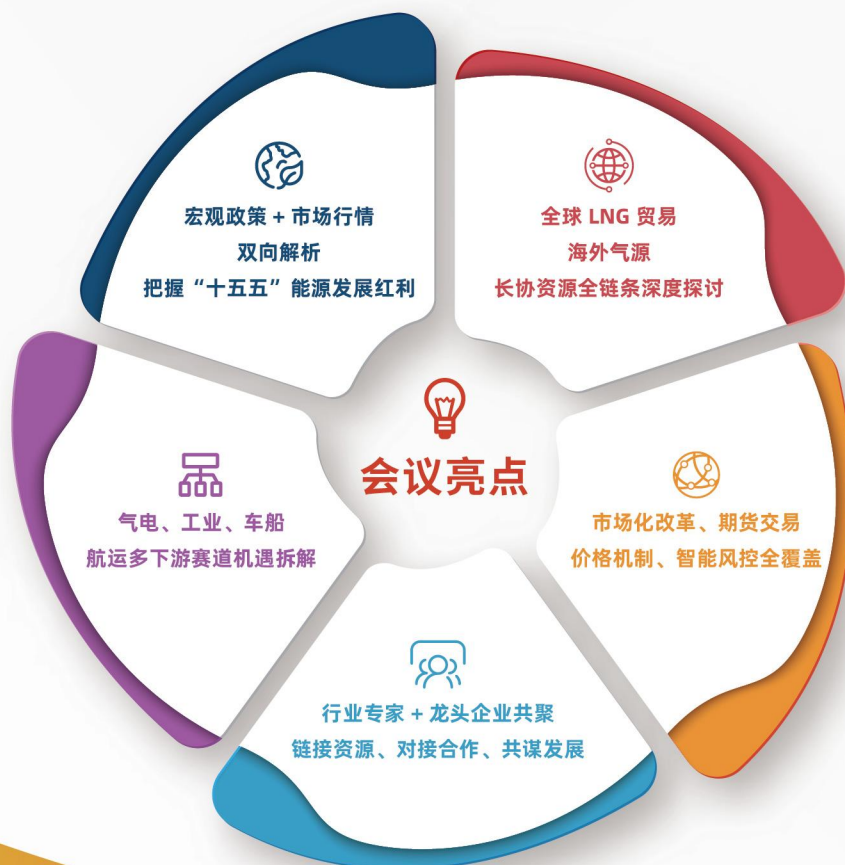 宏观政策 + 市场行情
双向解析
把握“十五五”能源发展红利
全球 LNG 贸易
海外气源
长协资源全链条深度探讨
会议亮点
气电、工业、车船
航运多下游赛道机遇拆解
市场化改革、期货交易
价格机制、智能风控全覆盖
行业专家 + 龙头企业共聚
链接资源、对接合作、共谋发展